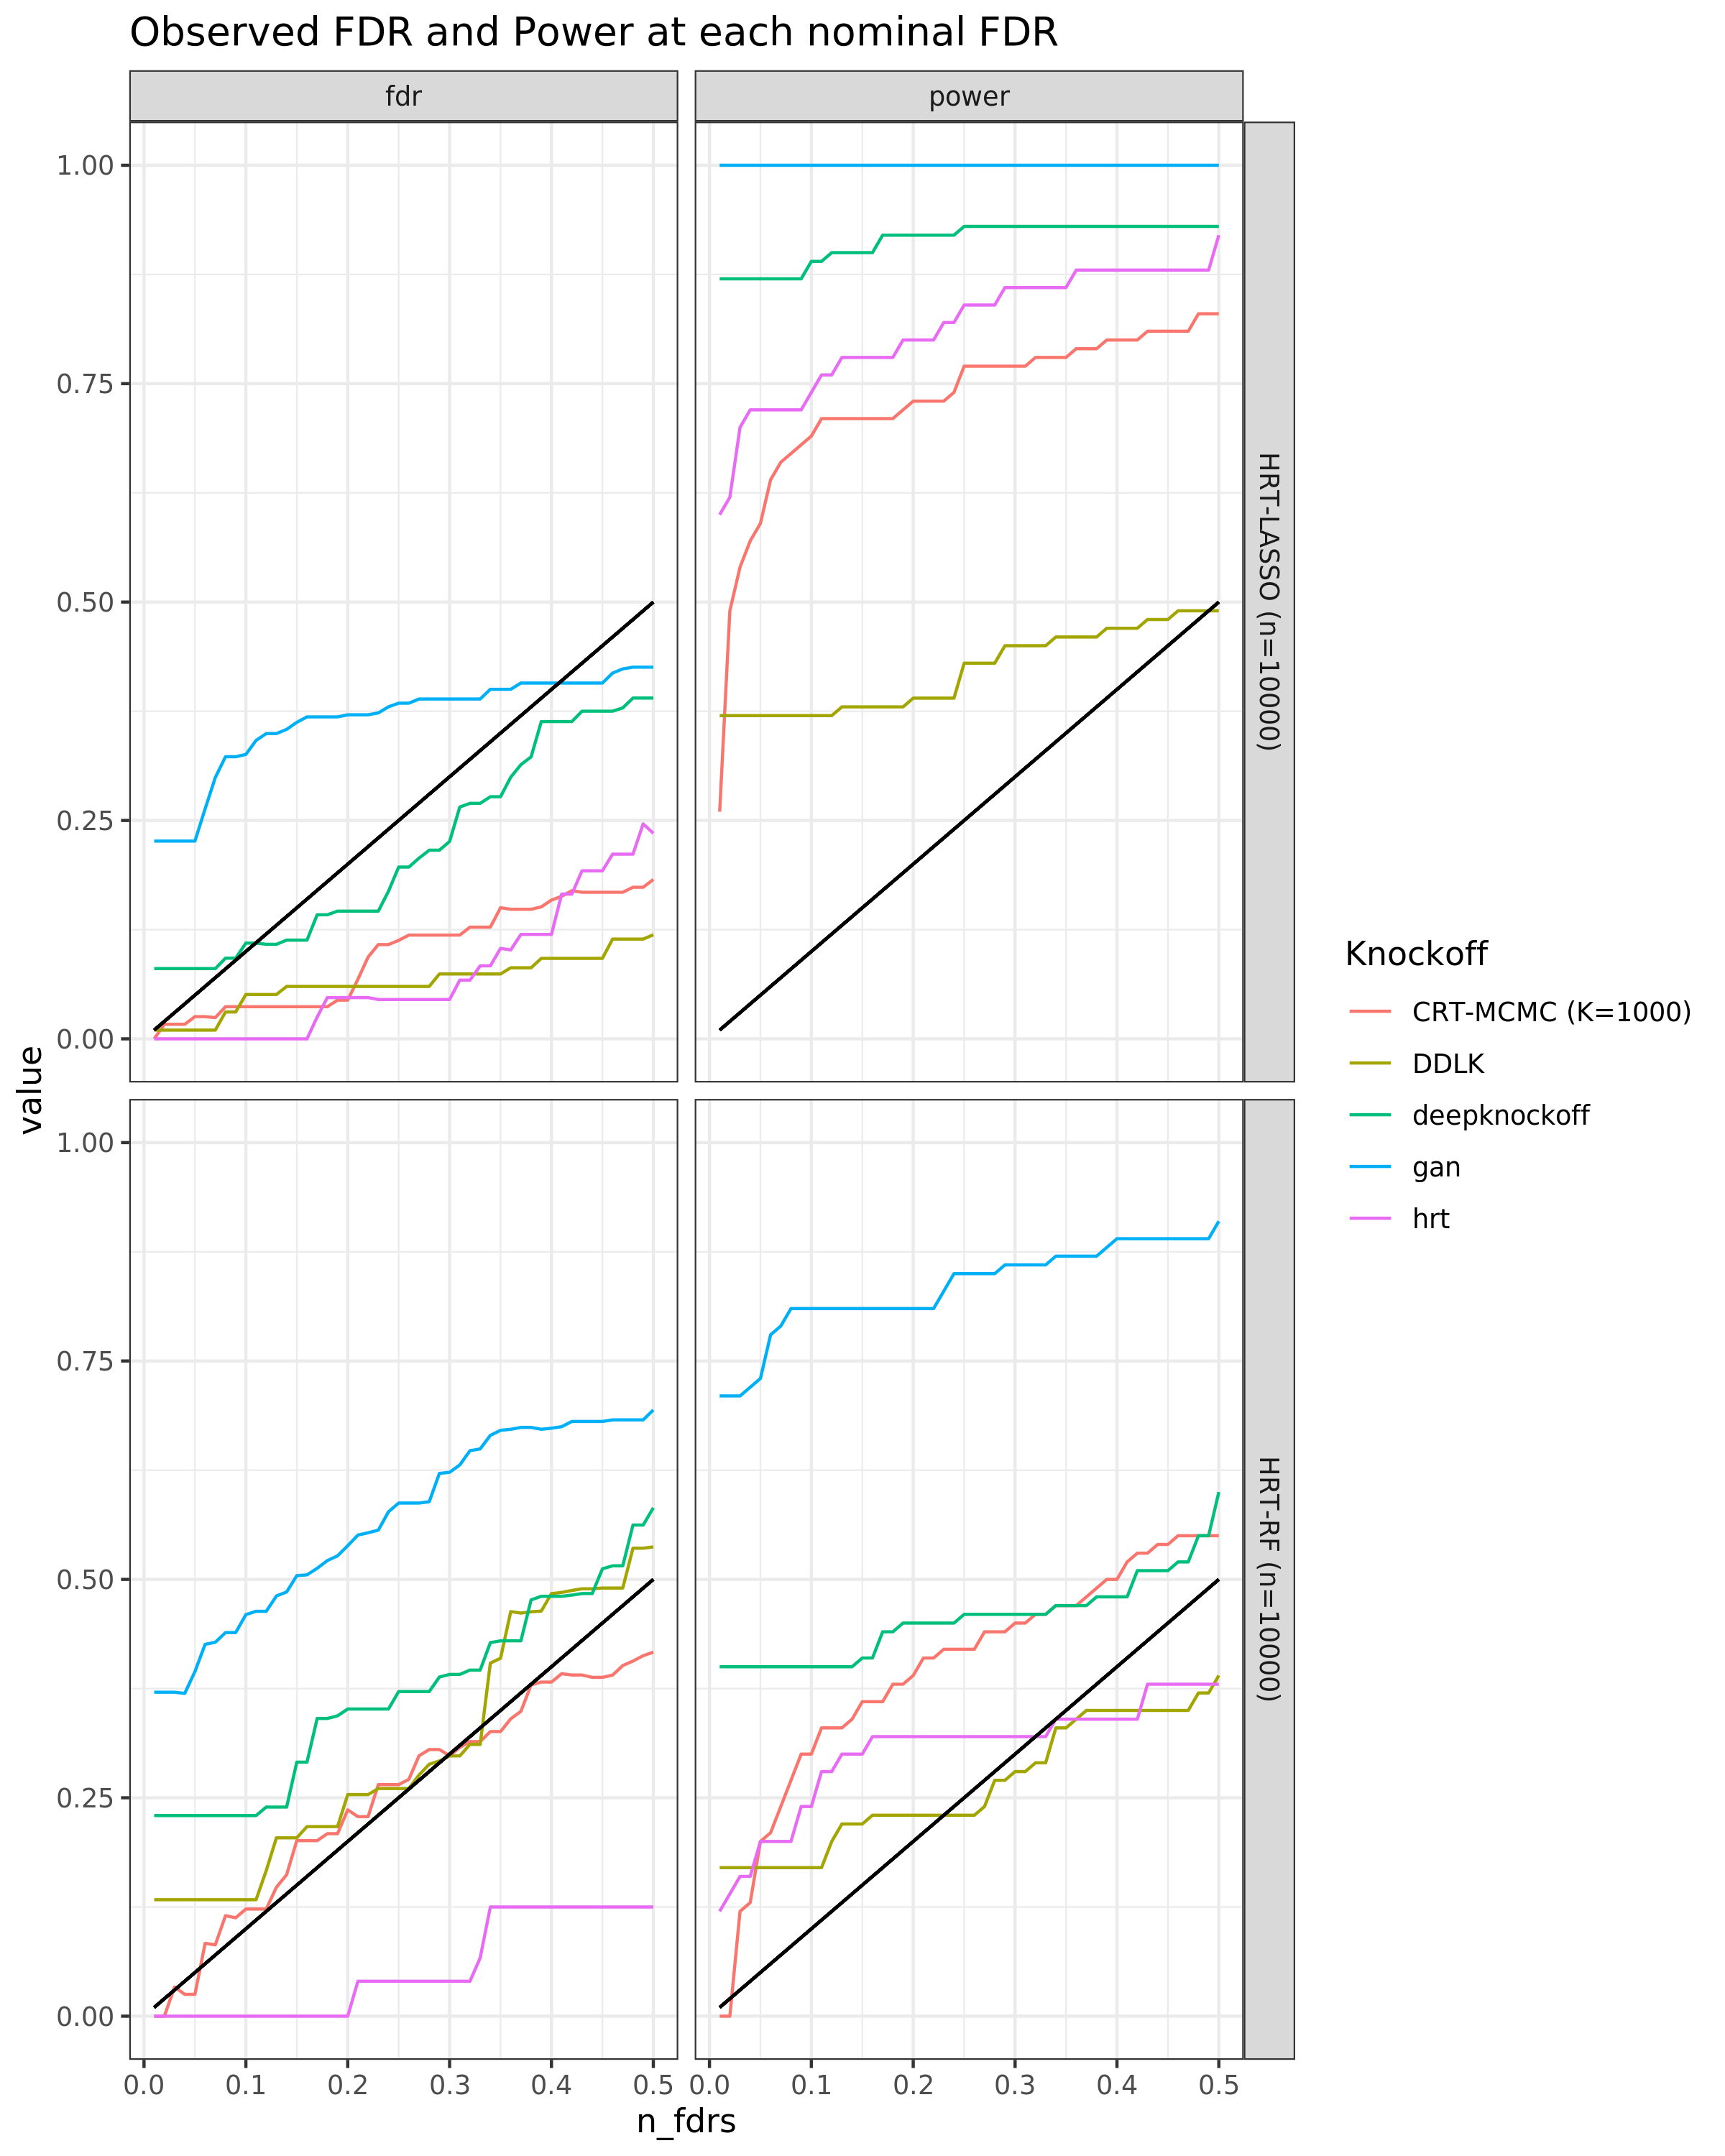 Observed FDR and Power at each nominal FDR
fdr
power
1.00
0.75
0.50
0.25
0.00
HRT-LASSO (n=10000)
1.00
0.75
0.50
0.25
0.00
HRT-RF (n=10000)
value
0.0 0.1 0.2 0.3 0.4 0.5
0.0 0.1 0.2 0.3 0.4 0.5
n_fdrs
Knockoff
CRT-MCMC (K=1000)
DDLK
deepknockoff
gan
hrt